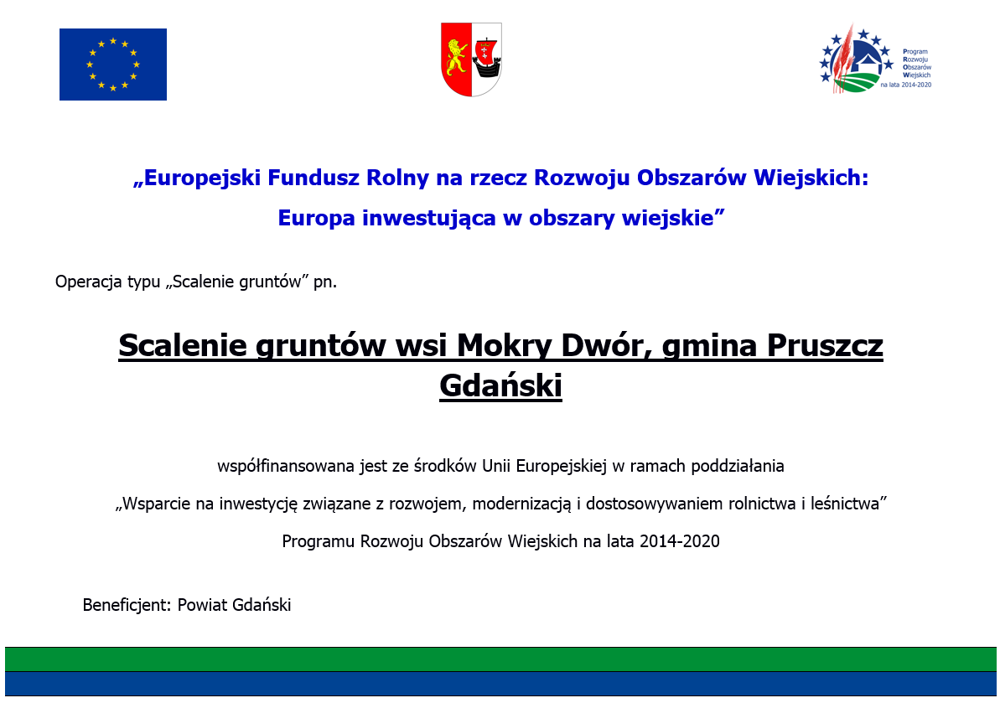 Program
Rozwoju
Obszarów
Wiejskich
na lata 2014-2020
„Europejski Fundusz Rolny na rzecz Rozwoju Obszarów Wiejskich:
Europa inwestująca w obszary wiejskie”
Operacja typu „Scalenie gruntów” pn.
Scalenie gruntów wsi Mokry Dwór, gmina Pruszcz
Gdański
współfinansowana jest ze środków Unii Europejskiej w ramach poddziałania
„Wsparcie na inwestycję związane z rozwojem, modernizacją i dostosowywaniem rolnictwa i leśnictwa”
Programu Rozwoju Obszarów Wiejskich na lata 2014-2020
Beneficjent: Powiat Gdański